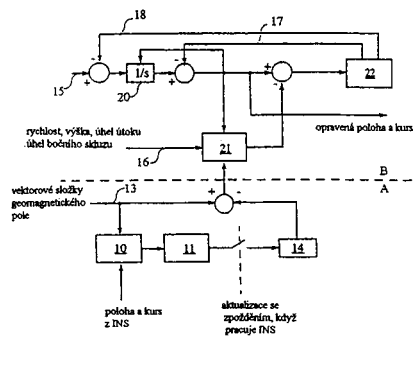 18
17
- -
15 + 1/s + + - 22
20
rychlost, výška, úhel útoku
úhel bočního skluzu
16
21
opravená poloha a kurs
B
A
vektorové složky
geomagnetického
pole
13
+ -
10 11 14
poloha a kurs
z INS
aktualizace se
zpožděním, když
pracuje INS